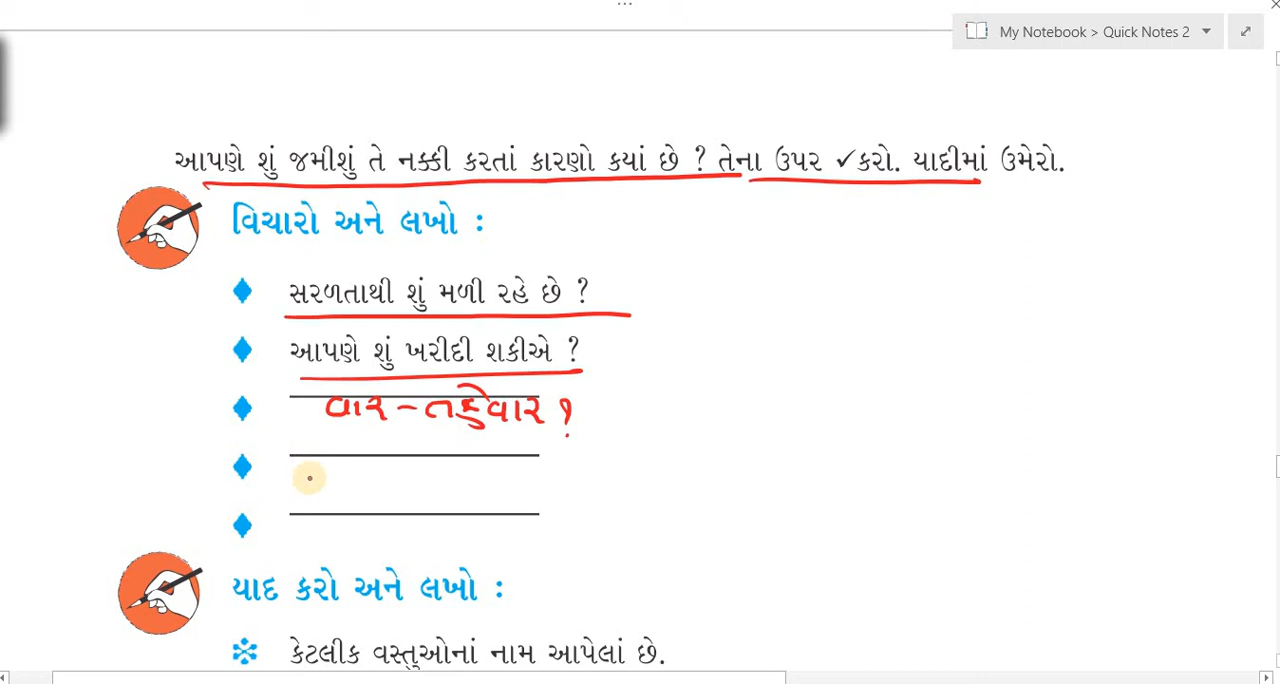 ...
My Notebook > Quick Notes 2
આપણે શું જમીશું તે નક્કી કરતાં કારણો કયાં છે ? તેના ઉપર ✓કરો. યાદીમાં ઉમેરો.
વિચારો અને લખો :
સરળતાથી શું મળી રહે છે ?
આપણે શું ખરીદી શકીએ ?
વાર - તહેવાર ?
યાદ કરો અને લખો :
કેટલીક વસ્તુઓનાં નામ આપેલાં છે.